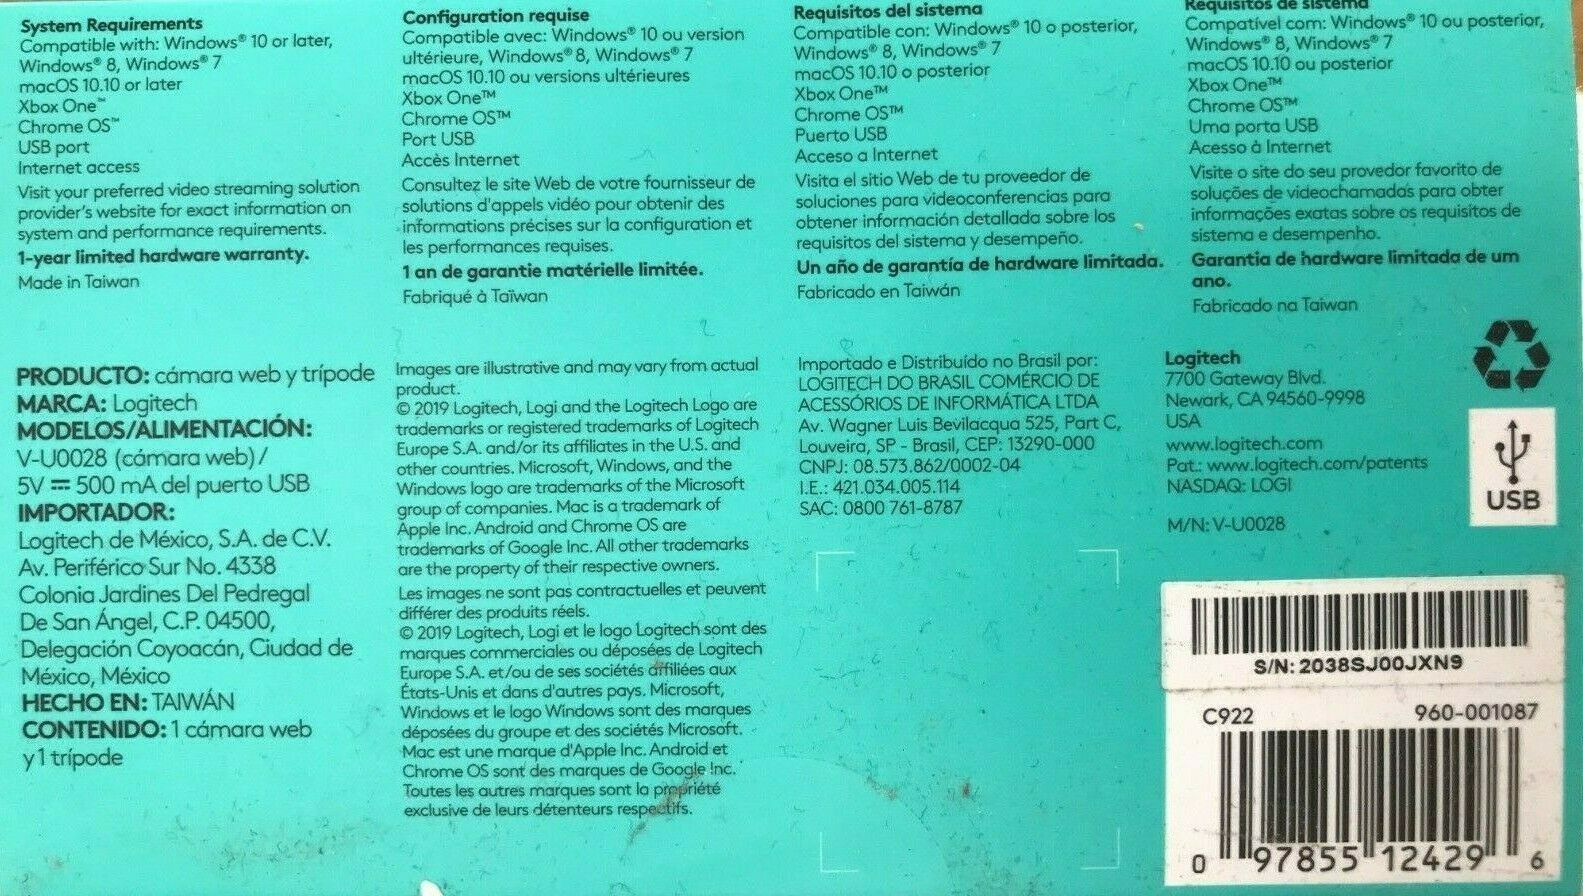 System Requirements
Compatible with: Windows® 10 or later,
Windows® 8, Windows® 7
macOS 10.10 or later
Xbox One™
Chrome OS™
USB port
Internet access
Visit your preferred video streaming solution
provider's website for exact information on
system and performance requirements.
1-year limited hardware warranty.
Made in Taiwan
Configuration requise
Compatible avec: Windows® 10 ou version
ultérieure, Windows® 8, Windows® 7
macOS 10.10 ou versions ultérieures
Xbox One™
Chrome OS™
Port USB
Accès Internet
Consultez le site Web de votre fournisseur de
solutions d'appels vidéo pour obtenir des
informations précises sur la configuration et
les performances requises.
1 an de garantie matérielle limitée.
Fabriqué à Taïwan
Requisitos del sistema
Compatible con: Windows® 10 o posterior,
Windows® 8, Windows® 7
macOS 10.10 o posterior
Xbox One™
Chrome OS™
Puerto USB
Acceso a Internet
Visita el sitio Web de tu proveedor de
soluciones para videoconferencias para
obtener información detallada sobre los
requisitos del sistema y desempeño.
Un año de garantía de hardware limitada.
Fabricado en Taiwán
Requisitos de sistema
Compatível com: Windows® 10 ou posterior,
Windows® 8, Windows® 7
macOS 10.10 ou posterior
Xbox One™
Chrome OS™
Uma porta USB
Acesso à Internet
Visite o site do seu provedor favorito de
soluções de videochamadas para obter
informações exatas sobre os requisitos de
sistema e desempenho.
Garantia de hardware limitada de um
ano.
Fabricado na Taiwan
PRODUCTO: cámara web y trípode
MARCA: Logitech
MODELOS/ALIMENTACIÓN:
V-U0028 (cámara web) /
5V ⎓ 500 mA del puerto USB
IMPORTADOR:
Logitech de México, S.A. de C.V.
Av. Periférico Sur No. 4338
Colonia Jardines Del Pedregal
De San Ángel, C.P. 04500,
Delegación Coyoacán, Ciudad de
México, México
HECHO EN: TAIWÁN
CONTENIDO: 1 cámara web
y 1 trípode
Images are illustrative and may vary from actual
product.
© 2019 Logitech, Logi and the Logitech Logo are
trademarks or registered trademarks of Logitech
Europe S.A. and/or its affiliates in the U.S. and
other countries. Microsoft, Windows, and the
Windows logo are trademarks of the Microsoft
group of companies. Mac is a trademark of
Apple Inc. Android and Chrome OS are
trademarks of Google Inc. All other trademarks
are the property of their respective owners.
Les images ne sont pas contractuelles et peuvent
différer des produits réels.
© 2019 Logitech, Logi et le logo Logitech sont des
marques commerciales ou déposées de Logitech
Europe S.A. et/ou de ses sociétés affiliées aux
États-Unis et dans d'autres pays. Microsoft,
Windows et le logo Windows sont des marques
déposées du groupe et des sociétés Microsoft.
Mac est une marque d'Apple Inc. Android et
Chrome OS sont des marques de Google Inc.
Toutes les autres marques sont la propriété
exclusive de leurs détenteurs respectifs.
Importado e Distribuído no Brasil por:
LOGITECH DO BRASIL COMÉRCIO DE
ACESSÓRIOS DE INFORMÁTICA LTDA
Av. Wagner Luis Bevilacqua 525, Part C,
Louveira, SP - Brasil, CEP: 13290-000
CNPJ: 08.573.862/0002-04
I.E.: 421.034.005.114
SAC: 0800 761-8787
Logitech
7700 Gateway Blvd.
Newark, CA 94560-9998
USA
www.logitech.com
Pat.: www.logitech.com/patents
NASDAQ: LOGI
M/N: V-U0028
USB
S/N: 2038SJ00JXN9
C922 960-001087
0 97855 12429 6